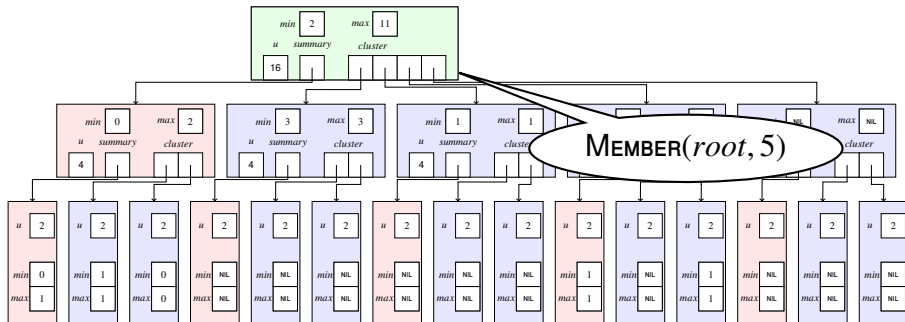 min 2 max 11
u summary cluster
16
min 0 max 2 min 3 max 3 min 1 max 1 NIL max NIL
u summary cluster u summary cluster u summary cluster cluster
4 4 4
MEMBER(root, 5)
u 2 u 2 u 2 u 2 u 2 u 2 u 2 u 2 u 2 u 2 u 2 u 2 u 2 u 2 u 2
min 0 min 1 min 0 min NIL min NIL min NIL min NIL min NIL min NIL min 1 min NIL min 1 min NIL min NIL min NIL
max 1 max 1 max 0 max NIL max NIL max NIL max NIL max NIL max NIL max 1 max NIL max 1 max NIL max NIL max NIL